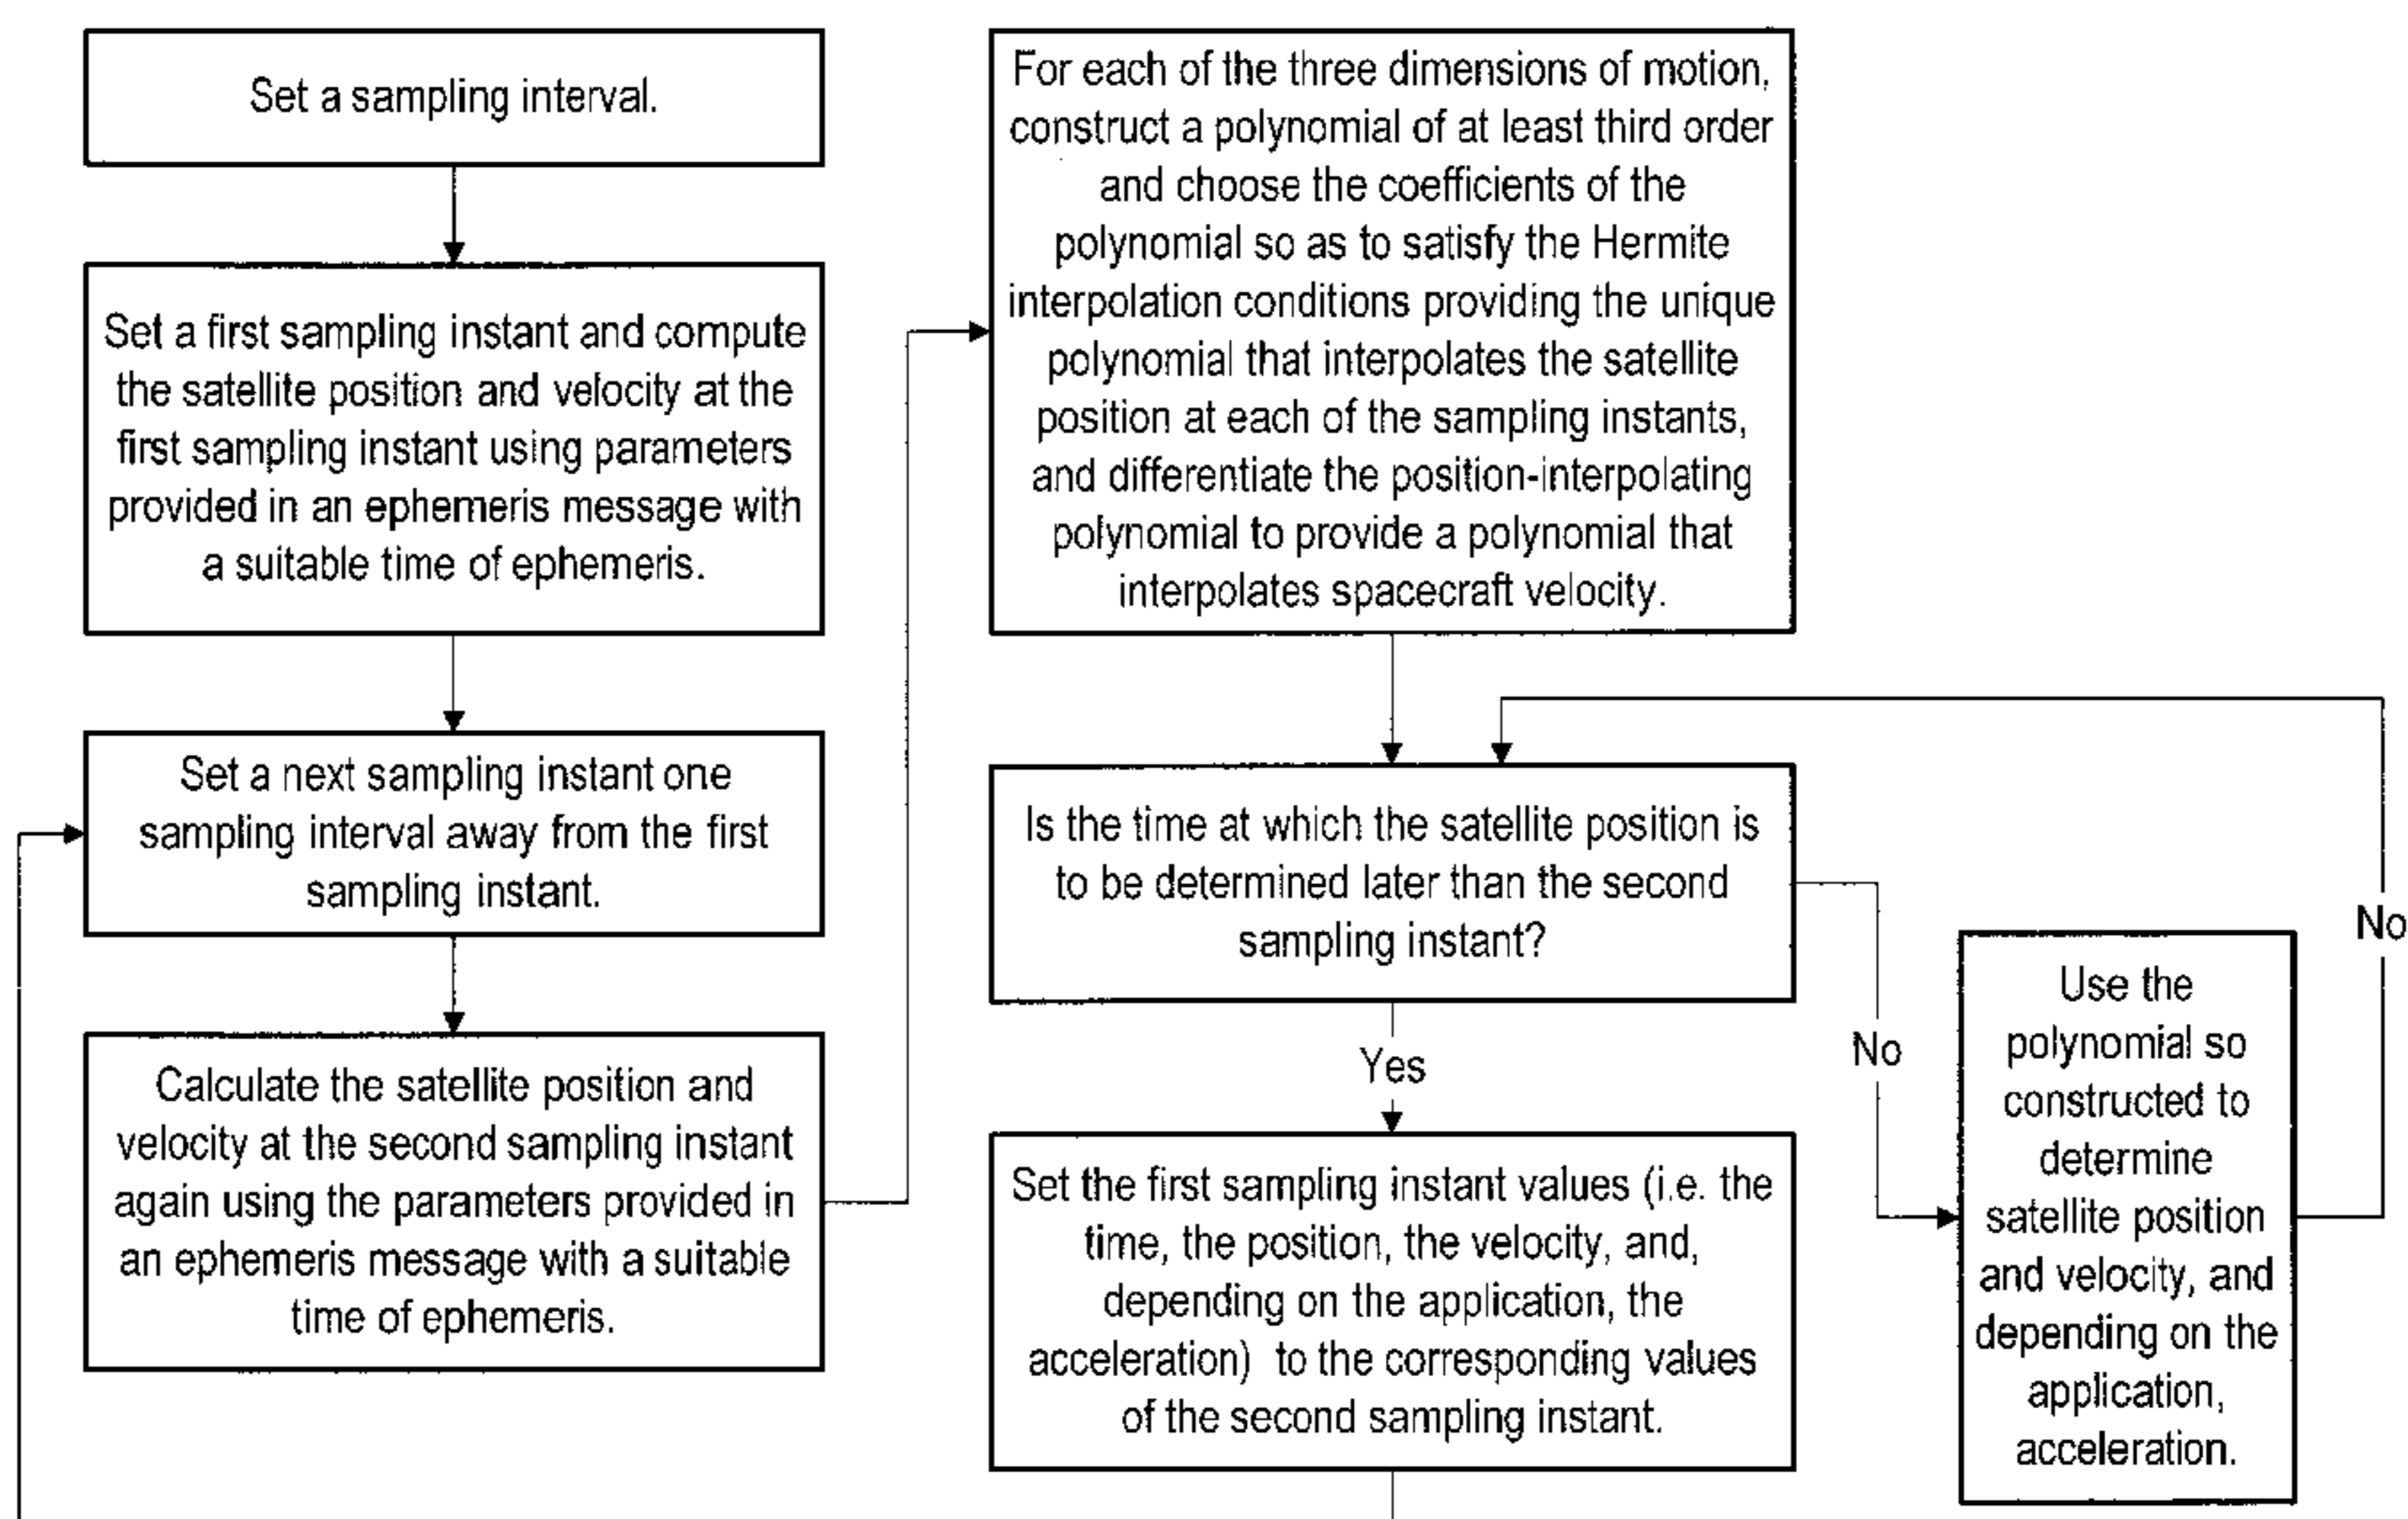 Set a sampling interval.
Set a first sampling instant and compute
the satellite position and velocity at the
first sampling instant using parameters
provided in an ephemeris message with
a suitable time of ephemeris.
Set a next sampling instant one
sampling interval away from the first
sampling instant.
Calculate the satellite position and
velocity at the second sampling instant
again using the parameters provided in
an ephemeris message with a suitable
time of ephemeris.
For each of the three dimensions of motion,
construct a polynomial of at least third order
and choose the coefficients of the
polynomial so as to satisfy the Hermite
interpolation conditions providing the unique
polynomial that interpolates the satellite
position at each of the sampling instants,
and differentiate the position-interpolating
polynomial to provide a polynomial that
interpolates spacecraft velocity.
Is the time at which the satellite position is
to be determined later than the second
sampling instant?
Yes
No
Set the first sampling instant values (i.e. the
time, the position, the velocity, and,
depending on the application, the
acceleration) to the corresponding values
of the second sampling instant.
Use the
polynomial so
constructed to
determine
satellite position
and velocity, and
depending on the
application,
acceleration.
No